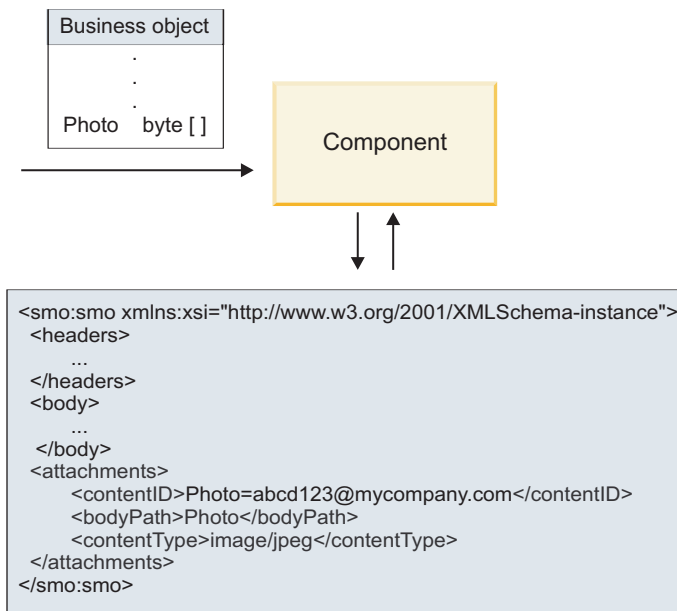 Business object
.
.
.
Photo byte [ ]
Component
<smo:smo xmlns:xsi="http://www.w3.org/2001/XMLSchema-instance">
<headers>
...
</headers>
<body>
...
</body>
<attachments>
<contentID>Photo=abcd123@mycompany.com</contentID>
<bodyPath>Photo</bodyPath>
<contentType>image/jpeg</contentType>
</attachments>
</smo:smo>